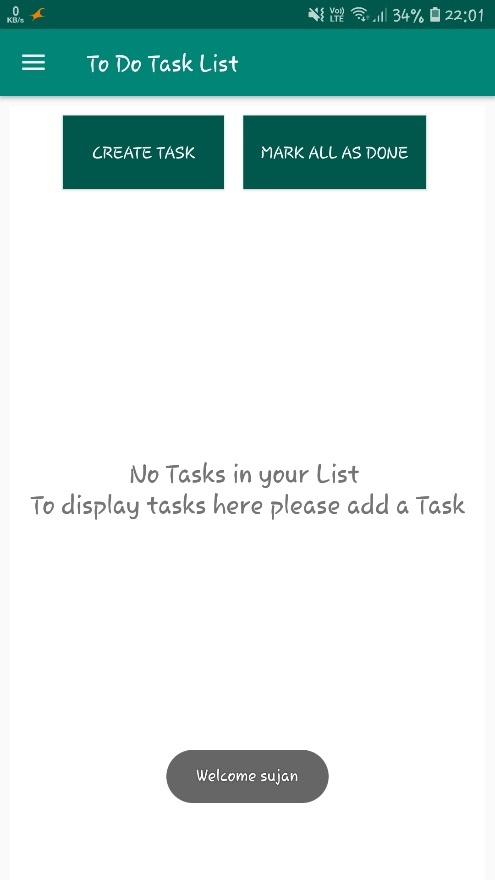 0
KB/s
Vo))
LTE
34%
22:01
To Do Task List
CREATE TASK
MARK ALL AS DONE
No Tasks in your List
To display tasks here please add a Task
Welcome sujan